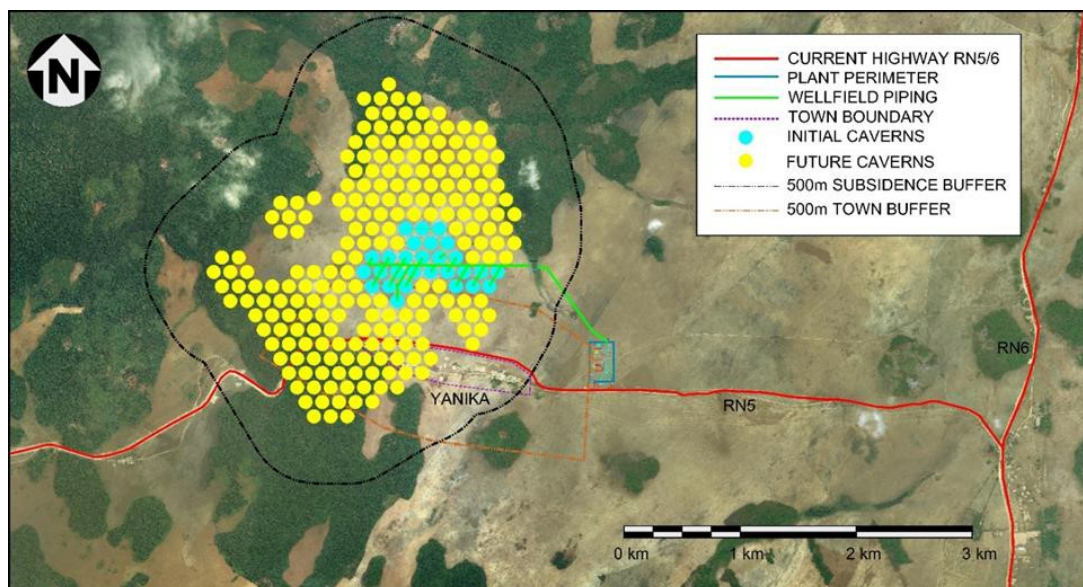 N
CURRENT HIGHWAY RN5/6
PLANT PERIMETER
WELLFIELD PIPING
TOWN BOUNDARY
INITIAL CAVERNS
FUTURE CAVERNS
500m SUBSIDENCE BUFFER
500m TOWN BUFFER
RN6
YANIKA
RN5
0 km
1 km
2 km
3 km